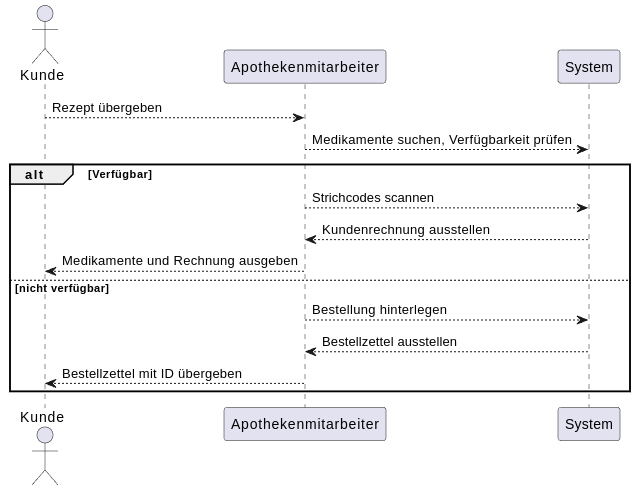 Kunde
Apothekenmitarbeiter
System
Rezept übergeben
Medikamente suchen, Verfügbarkeit prüfen
alt
[Verfügbar]
Strichcodes scannen
Kundenrechnung ausstellen
Medikamente und Rechnung ausgeben
[nicht verfügbar]
Bestellung hinterlegen
Bestellzettel ausstellen
Bestellzettel mit ID übergeben
Kunde
Apothekenmitarbeiter
System